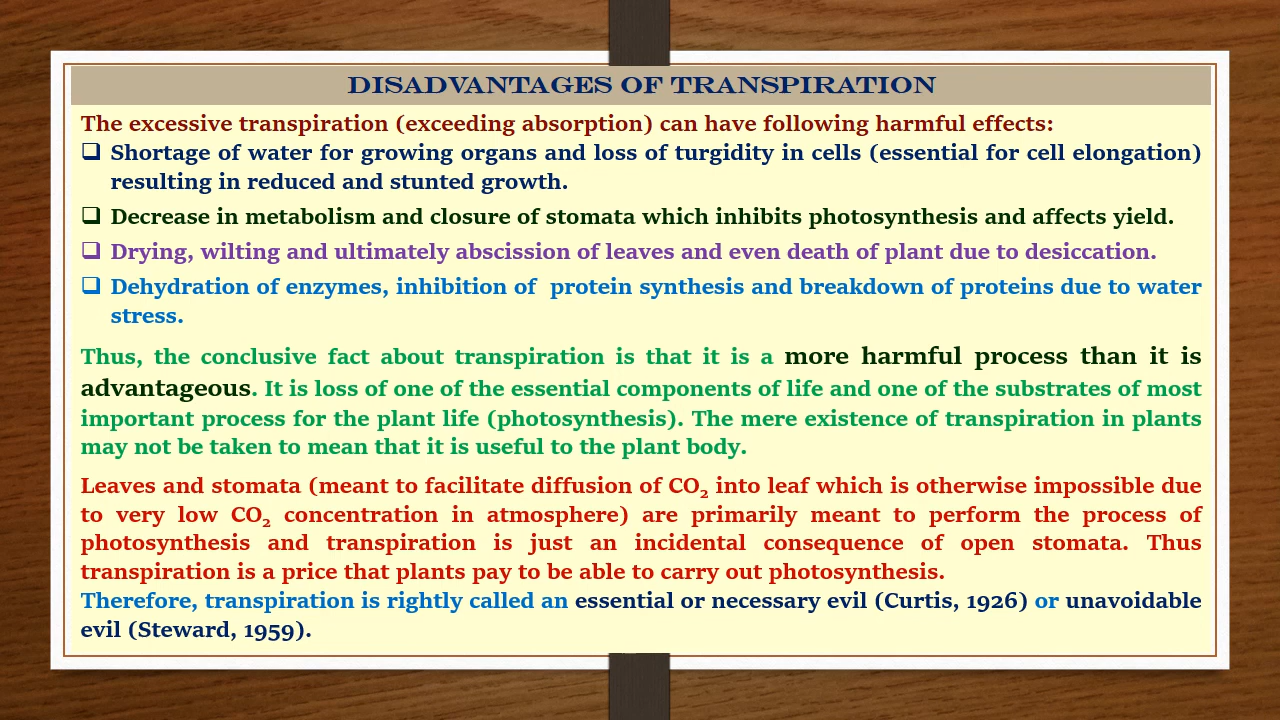 DISADVANTAGES OF TRANSPIRATION
The excessive transpiration (exceeding absorption) can have following harmful effects:
❑ Shortage of water for growing organs and loss of turgidity in cells (essential for cell elongation)
resulting in reduced and stunted growth.
❑ Decrease in metabolism and closure of stomata which inhibits photosynthesis and affects yield.
❑ Drying, wilting and ultimately abscission of leaves and even death of plant due to desiccation.
❑ Dehydration of enzymes, inhibition of  protein synthesis and breakdown of proteins due to water
stress.
Thus, the conclusive fact about transpiration is that it is a more harmful process than it is
advantageous. It is loss of one of the essential components of life and one of the substrates of most
important process for the plant life (photosynthesis). The mere existence of transpiration in plants
may not be taken to mean that it is useful to the plant body.
Leaves and stomata (meant to facilitate diffusion of CO₂ into leaf which is otherwise impossible due
to very low CO₂ concentration in atmosphere) are primarily meant to perform the process of
photosynthesis and transpiration is just an incidental consequence of open stomata. Thus
transpiration is a price that plants pay to be able to carry out photosynthesis.
Therefore, transpiration is rightly called an essential or necessary evil (Curtis, 1926) or unavoidable
evil (Steward, 1959).